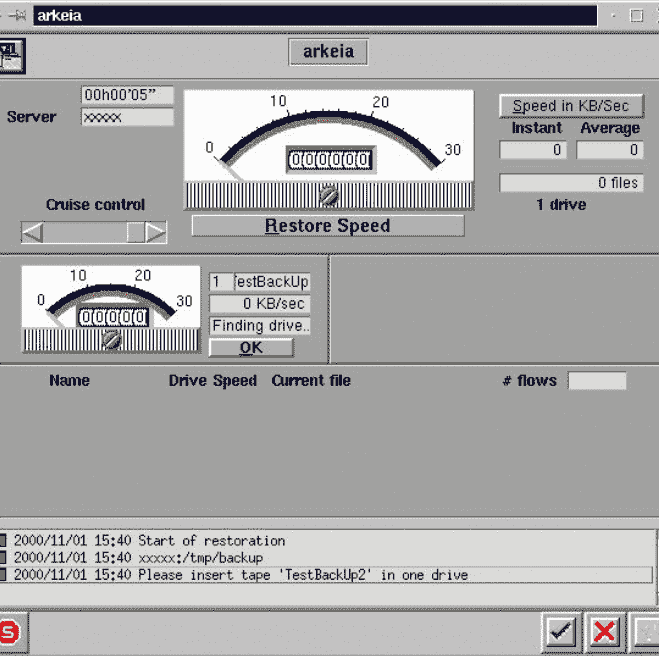 arkeia
arkeia
00h00'05"
Server xxxxx
0 10 20 30
000000
Speed in KB/Sec
Instant Average
0 0
0 files
1 drive
Cruise control
Restore Speed
0 10 20 30
00000
1 TestBackUp
0 KB/sec
Finding drive..
OK
Name Drive Speed Current file # flows
2000/11/01 15:40 Start of restoration
2000/11/01 15:40 xxxxx:/tmp/backup
2000/11/01 15:40 Please insert tape 'TestBackUp2' in one drive
S